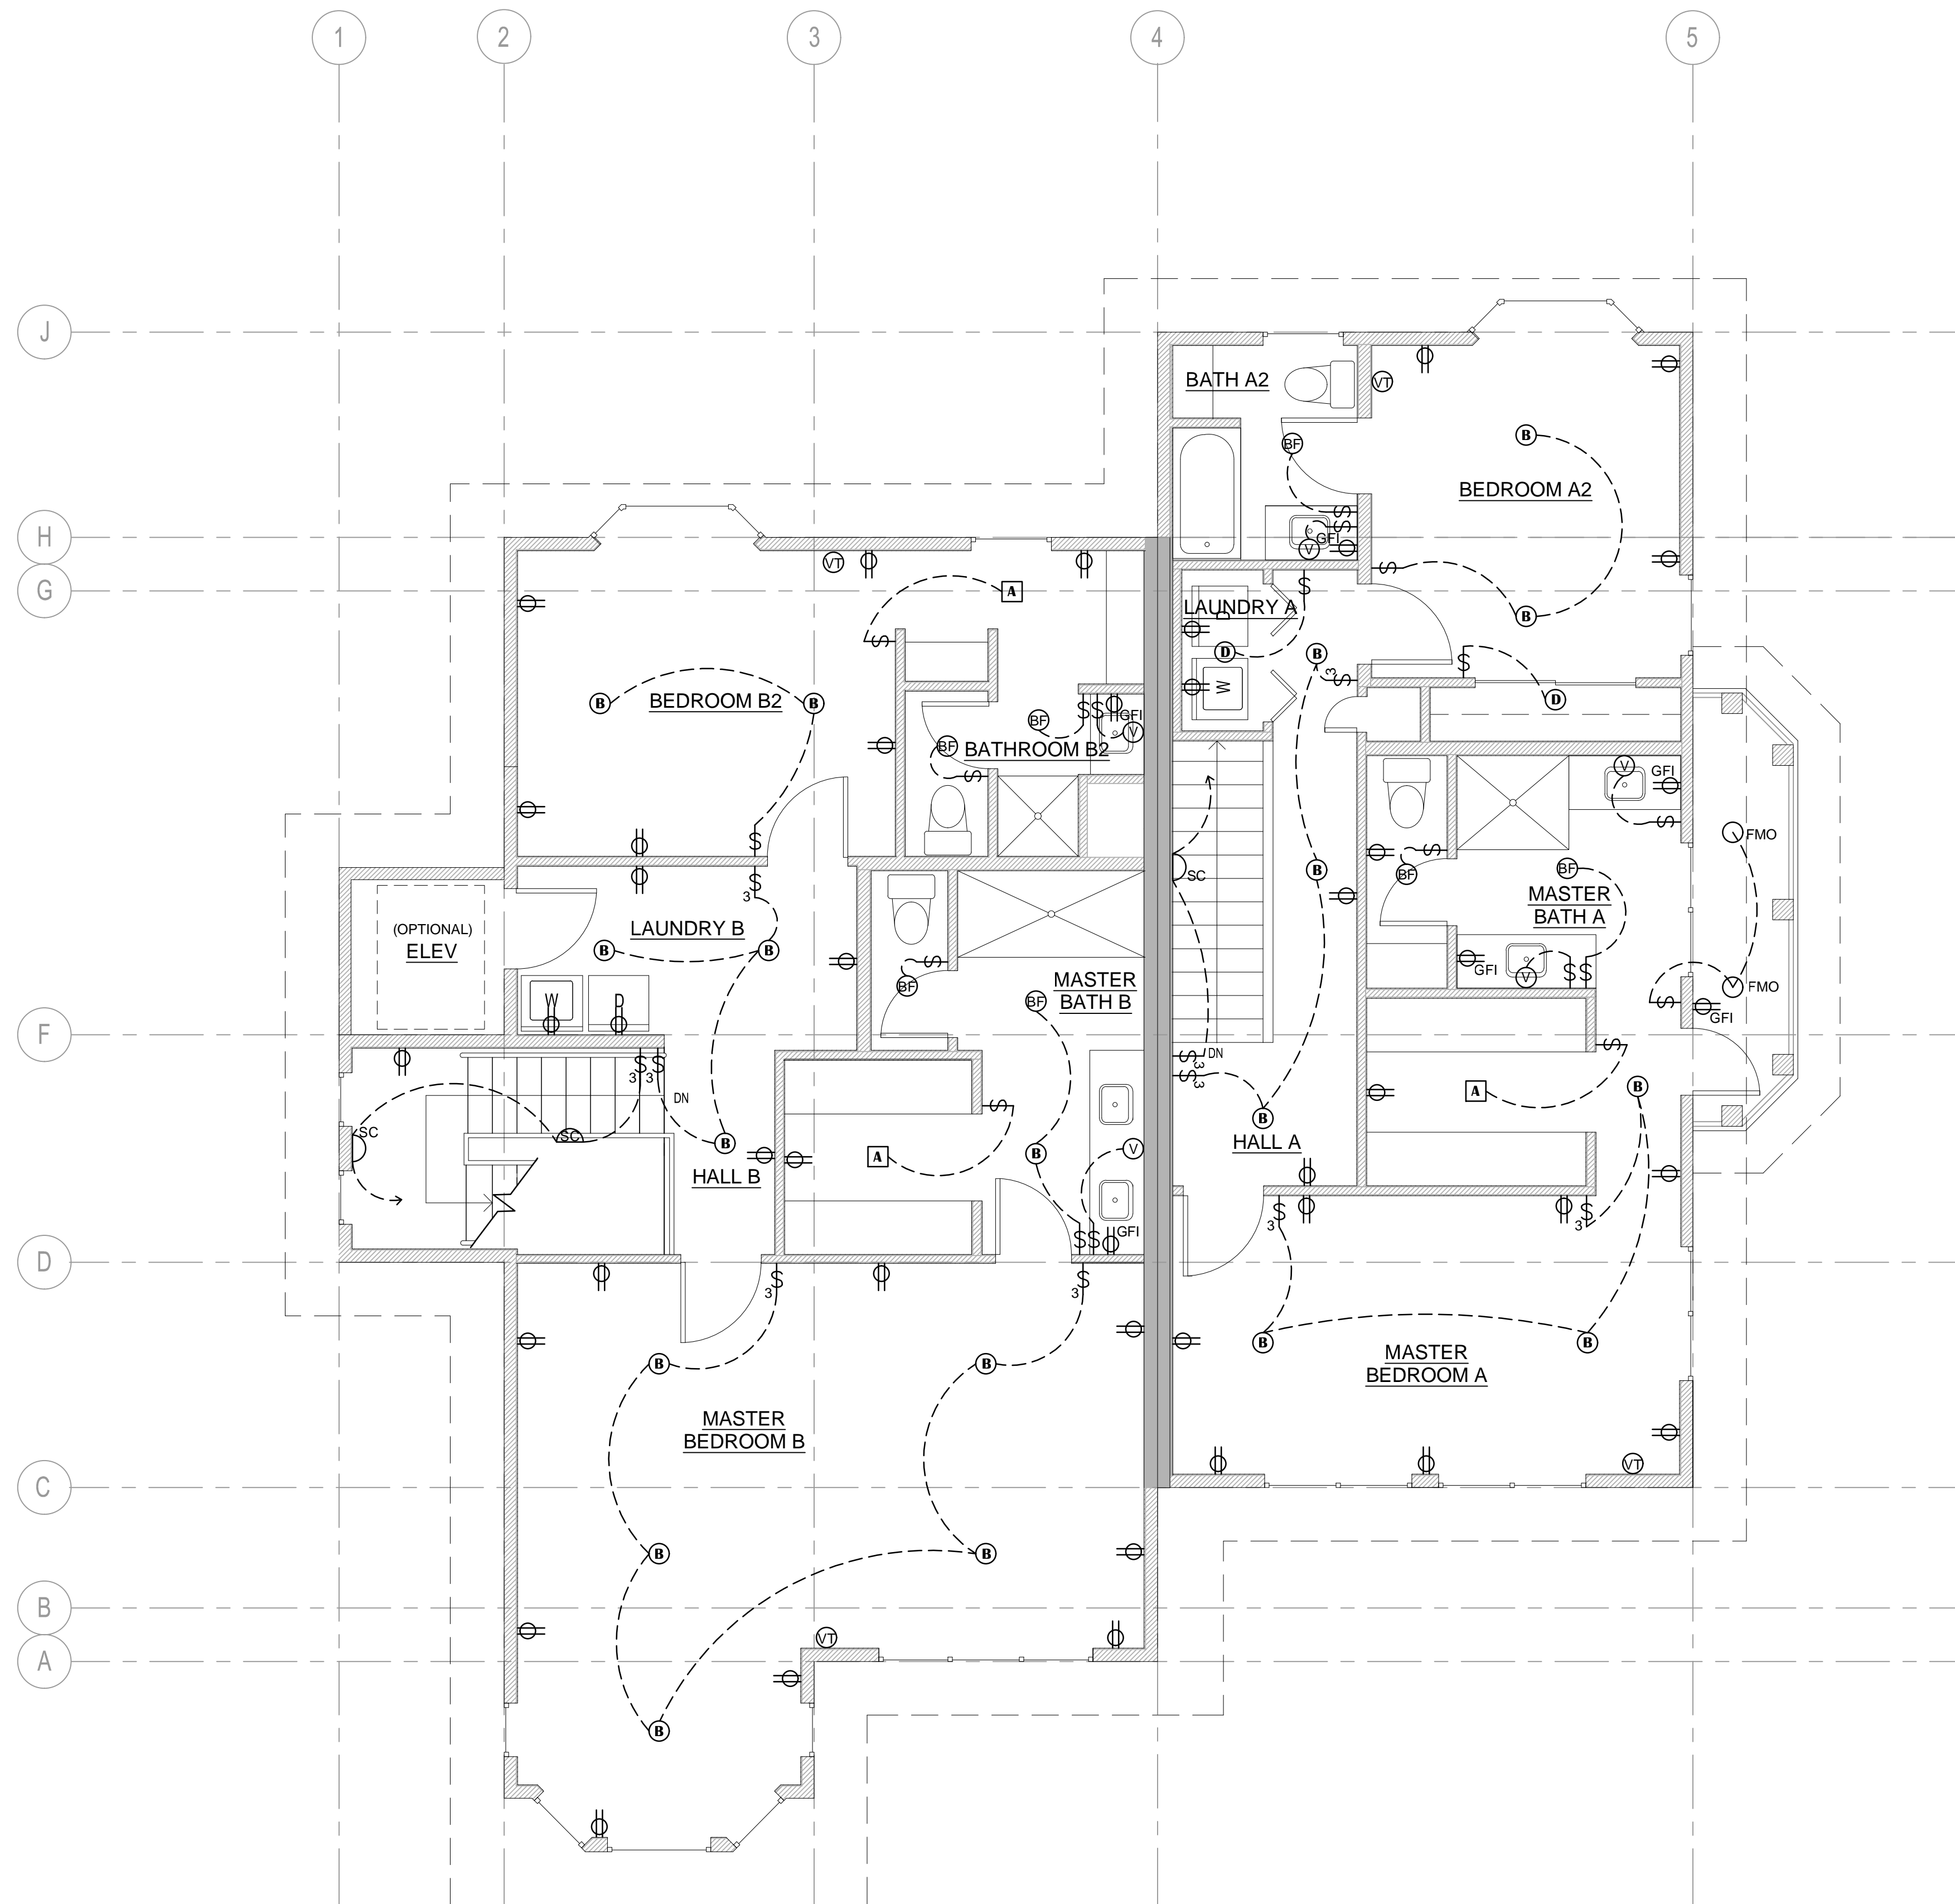 1
2
3
4
5
J
BATH A2
VT
B
BF
BEDROOM A2
H
S
S
GFI
V
VT
G
A
S
S
B
LAUNDRY A
D
S
D
B
3
S
S
W
D
BEDROOM B2
B
B
BF
S
S
GFI
V
BF
BATHROOM B2
S
V
GFI
S
FMO
S
S
3
SC
B
S
BF
BF
MASTER
BATH A
(OPTIONAL)
ELEV
LAUNDRY B
B
B
S
BF
MASTER
BATH B
BF
GFI
V
S
S
FMO
S
GFI
W
D
F
3
S
3
S
DN
S
3
DN
S
3
S
A
B
S
B
HALL A
SC
SC
B
HALL B
A
B
V
S
S
GFI
3
S
3
S
D
3
S
3
S
B
B
MASTER
BEDROOM A
B
B
MASTER
BEDROOM B
VT
C
B
B
B
VT
A
B